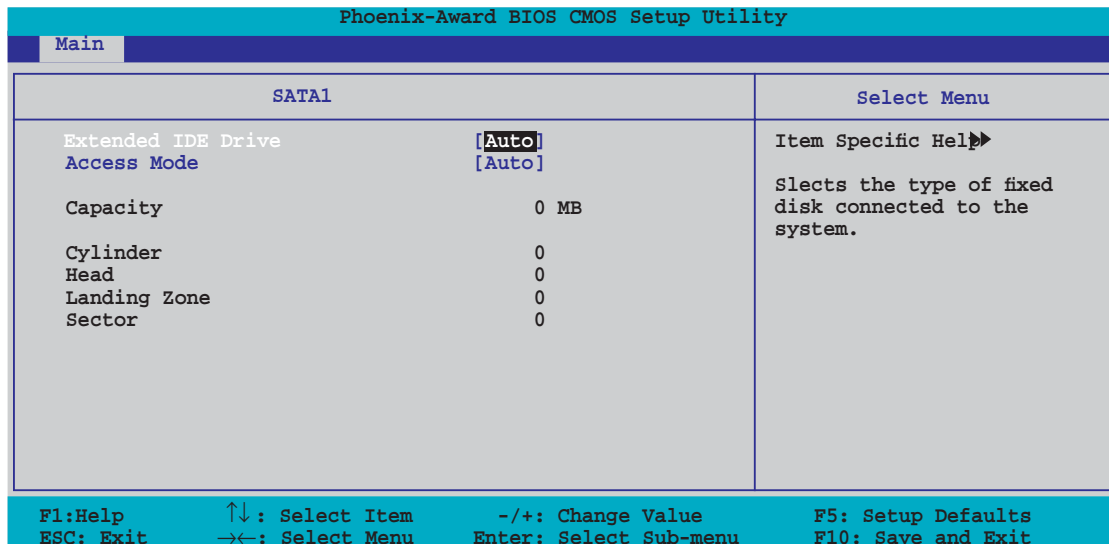 Phoenix-Award BIOS CMOS Setup Utility
Main
SATA1
Select Menu
Extended IDE Drive [Auto]
Access Mode [Auto]
Capacity 0 MB
Cylinder 0
Head 0
Landing Zone 0
Sector 0
Item Specific Help
Slects the type of fixed
disk connected to the
system.
F1:Help ↑↓: Select Item -/+: Change Value F5: Setup Defaults
ESC: Exit →←: Select Menu Enter: Select Sub-menu F10: Save and Exit